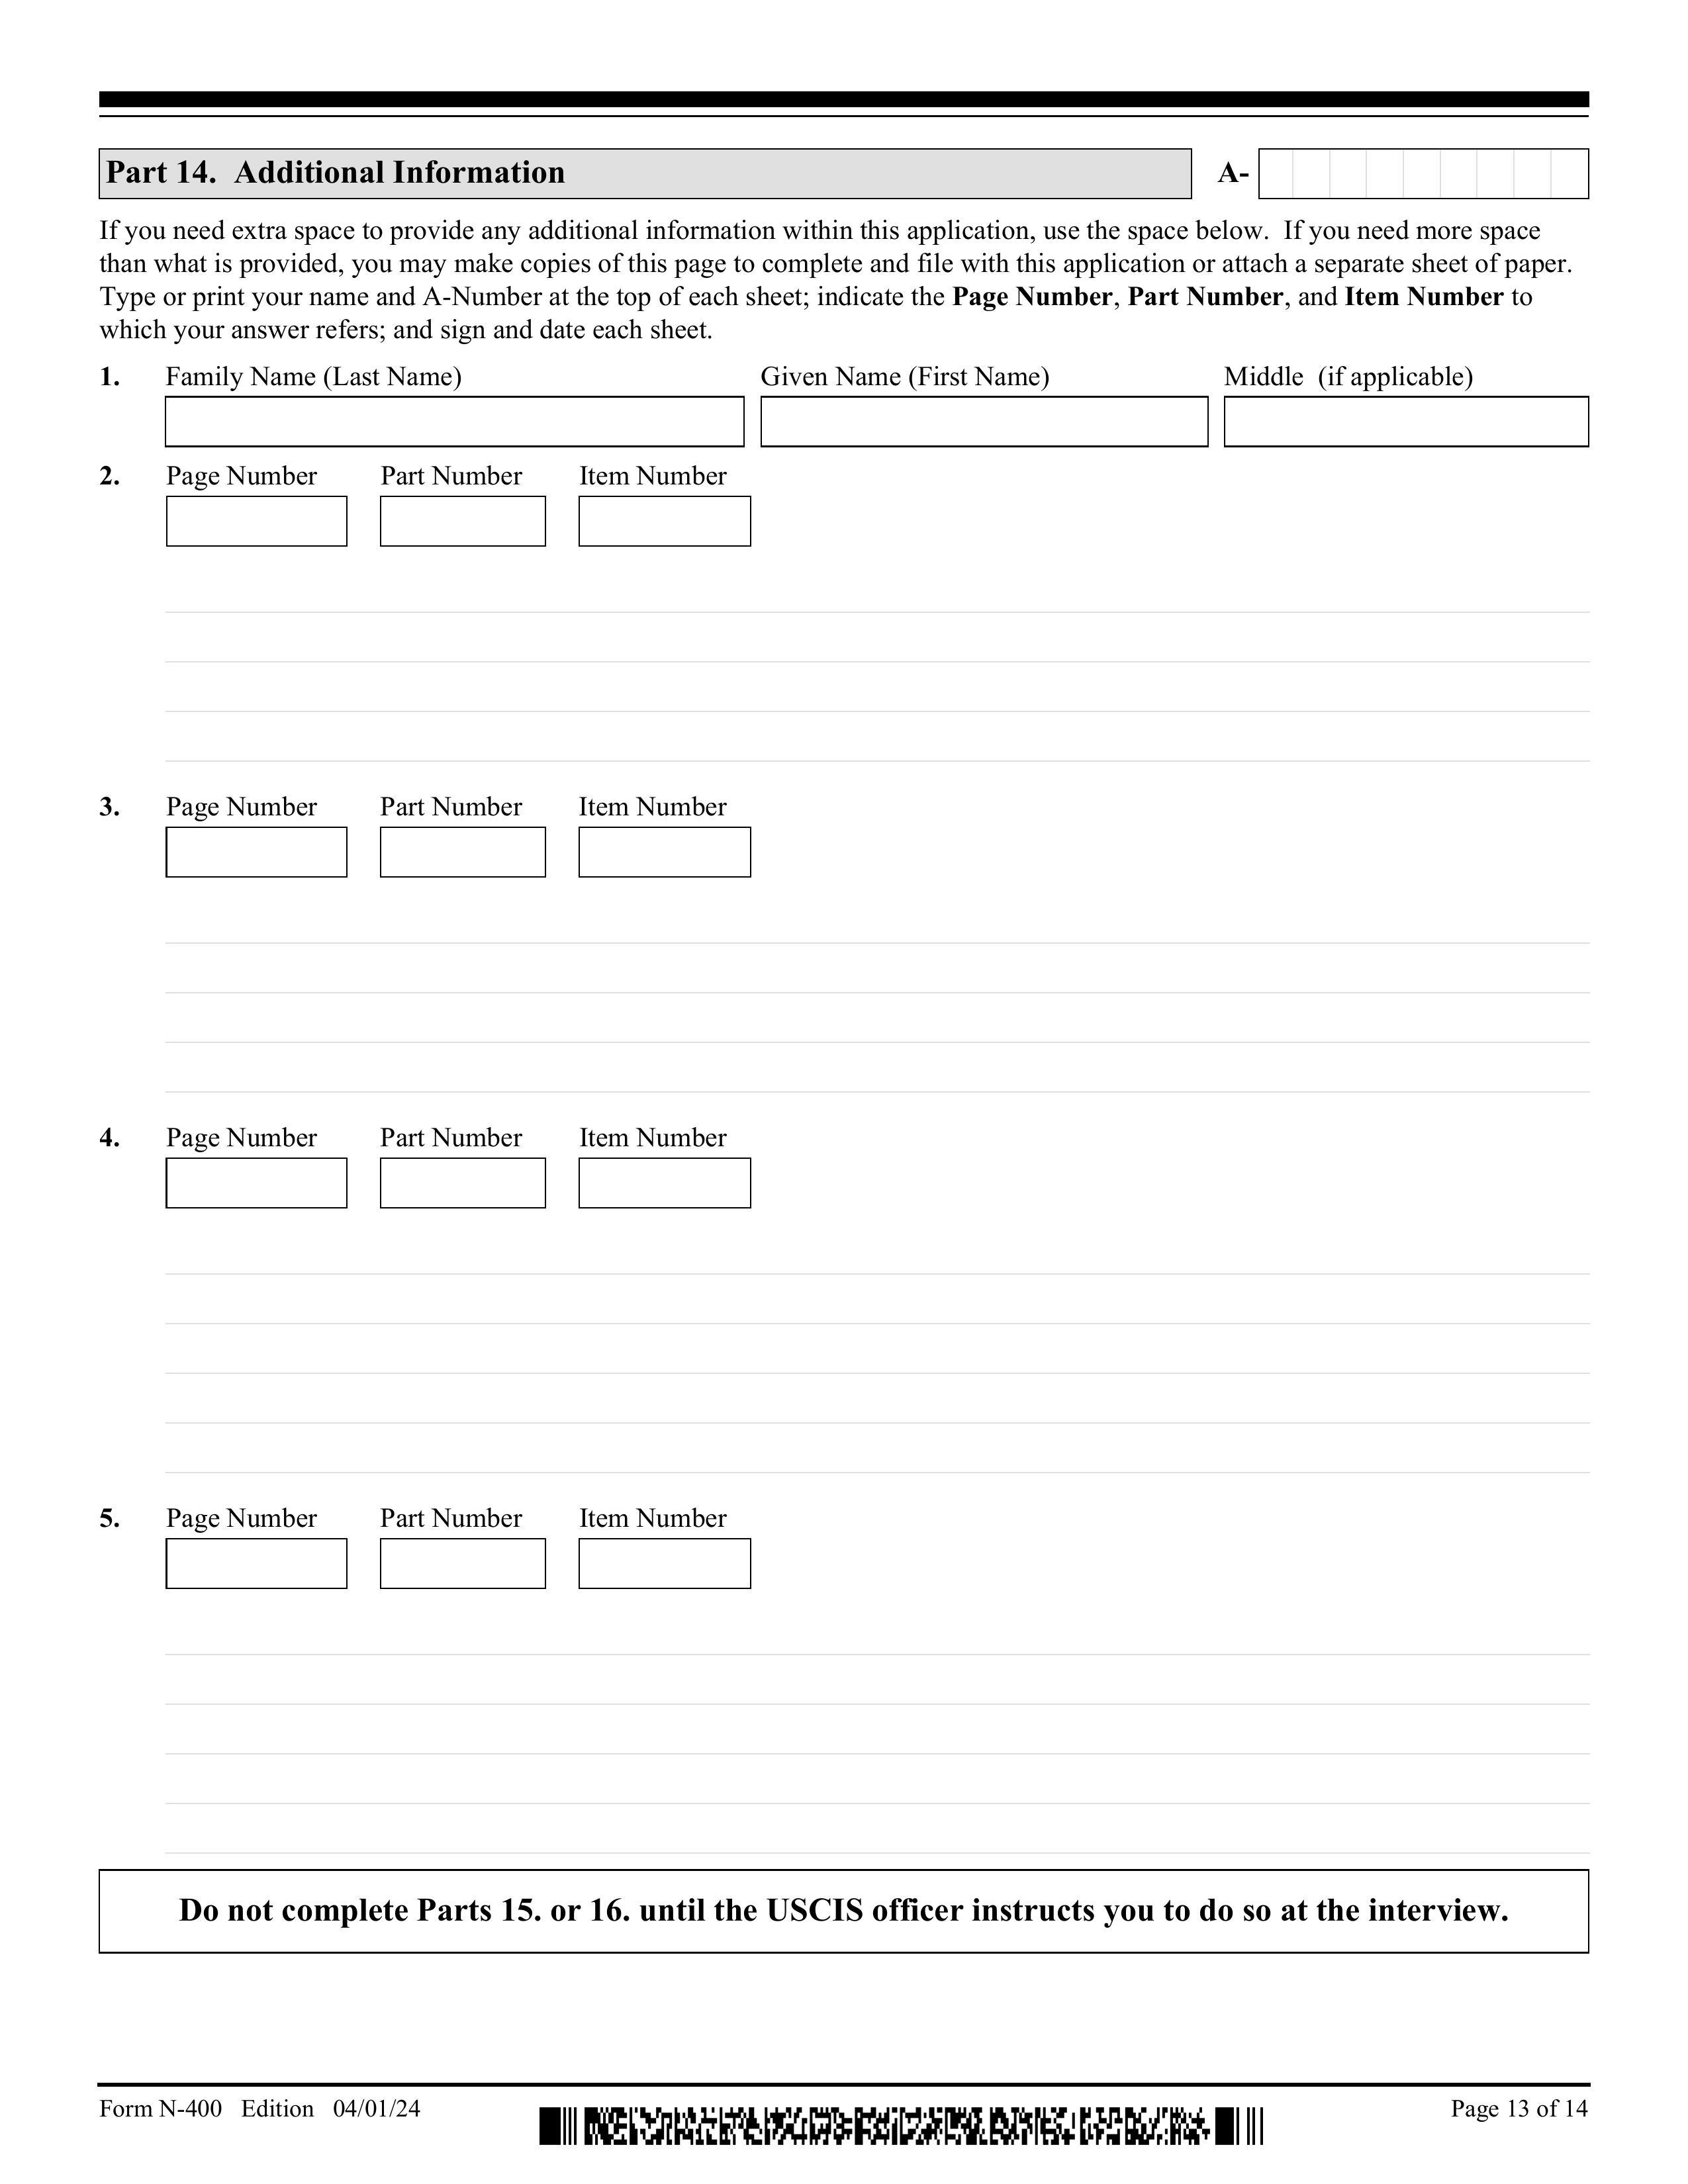 Part 14. Additional Information
A-
If you need extra space to provide any additional information within this application, use the space below. If you need more space
than what is provided, you may make copies of this page to complete and file with this application or attach a separate sheet of paper.
Type or print your name and A-Number at the top of each sheet; indicate the Page Number, Part Number, and Item Number to
which your answer refers; and sign and date each sheet.
1. Family Name (Last Name) Given Name (First Name) Middle (if applicable)
2. Page Number Part Number Item Number
3. Page Number Part Number Item Number
4. Page Number Part Number Item Number
5. Page Number Part Number Item Number
Do not complete Parts 15. or 16. until the USCIS officer instructs you to do so at the interview.
Form N-400 Edition 04/01/24 Page 13 of 14